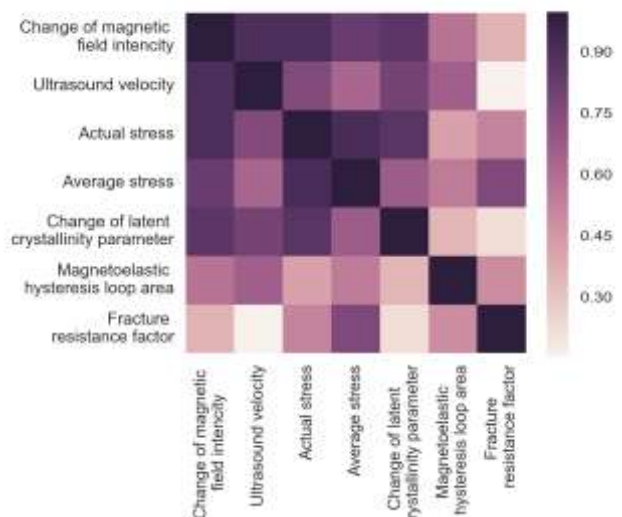 Change of magnetic
field intencity
Ultrasound velocity
Actual stress
Average stress
Change of latent
crystallinity parameter
Magnetoelastic
hysteresis loop area
Fracture
resistance factor
0.90
0.75
0.60
0.45
0.30
Change of magnetic
field intencity
Ultrasound velocity
Actual stress
Average stress
Change of latent
crystallinity parameter
Magnetoelastic
hysteresis loop area
Fracture
resistance factor